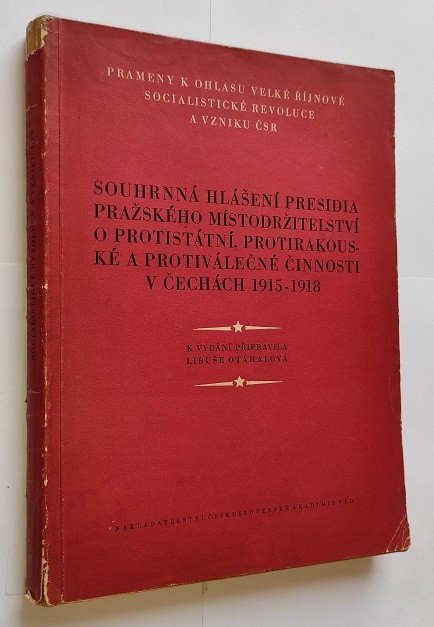 PRAMENY K OHLASU VELKÉ ŘÍJNOVÉ
SOCIALISTICKÉ REVOLUCE
A VZNIKU ČSR
SOUHRNNÁ HLÁŠENÍ PRESIDIA
PRAŽSKÉHO MÍSTODRŽITELSTVÍ
O PROTISTÁTNÍ, PROTIRAKOUS-
KÉ A PROTIVÁLEČNÉ ČINNOSTI
V ČECHÁCH 1915-1918
K VYDÁNÍ PŘIPRAVILA
LIBUŠE OTÁHALOVÁ
NAKLADATELSTVÍ ČESKOSLOVENSKÉ AKADEMIE VĚD